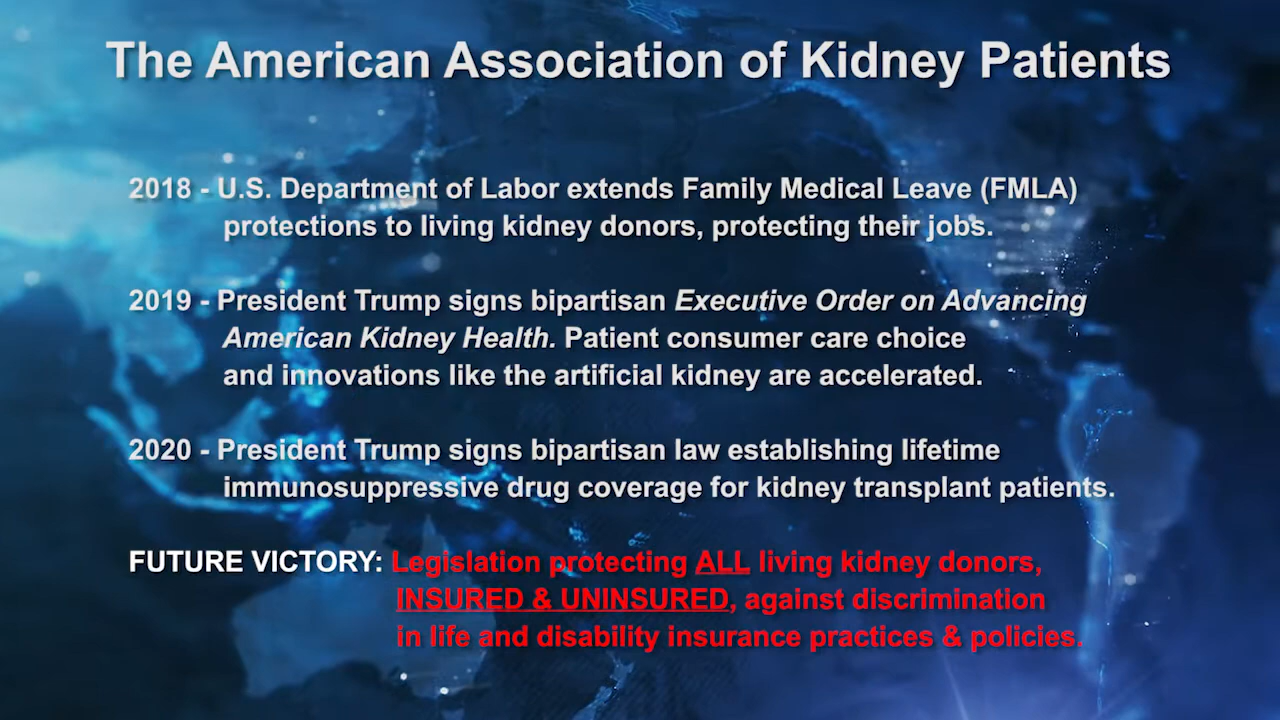 The American Association of Kidney Patients
2018 - U.S. Department of Labor extends Family Medical Leave (FMLA)
protections to living kidney donors, protecting their jobs.
2019 - President Trump signs bipartisan Executive Order on Advancing
American Kidney Health. Patient consumer care choice
and innovations like the artificial kidney are accelerated.
2020 - President Trump signs bipartisan law establishing lifetime
immunosuppressive drug coverage for kidney transplant patients.
FUTURE VICTORY: Legislation protecting ALL living kidney donors,
INSURED & UNINSURED, against discrimination
in life and disability insurance practices & policies.